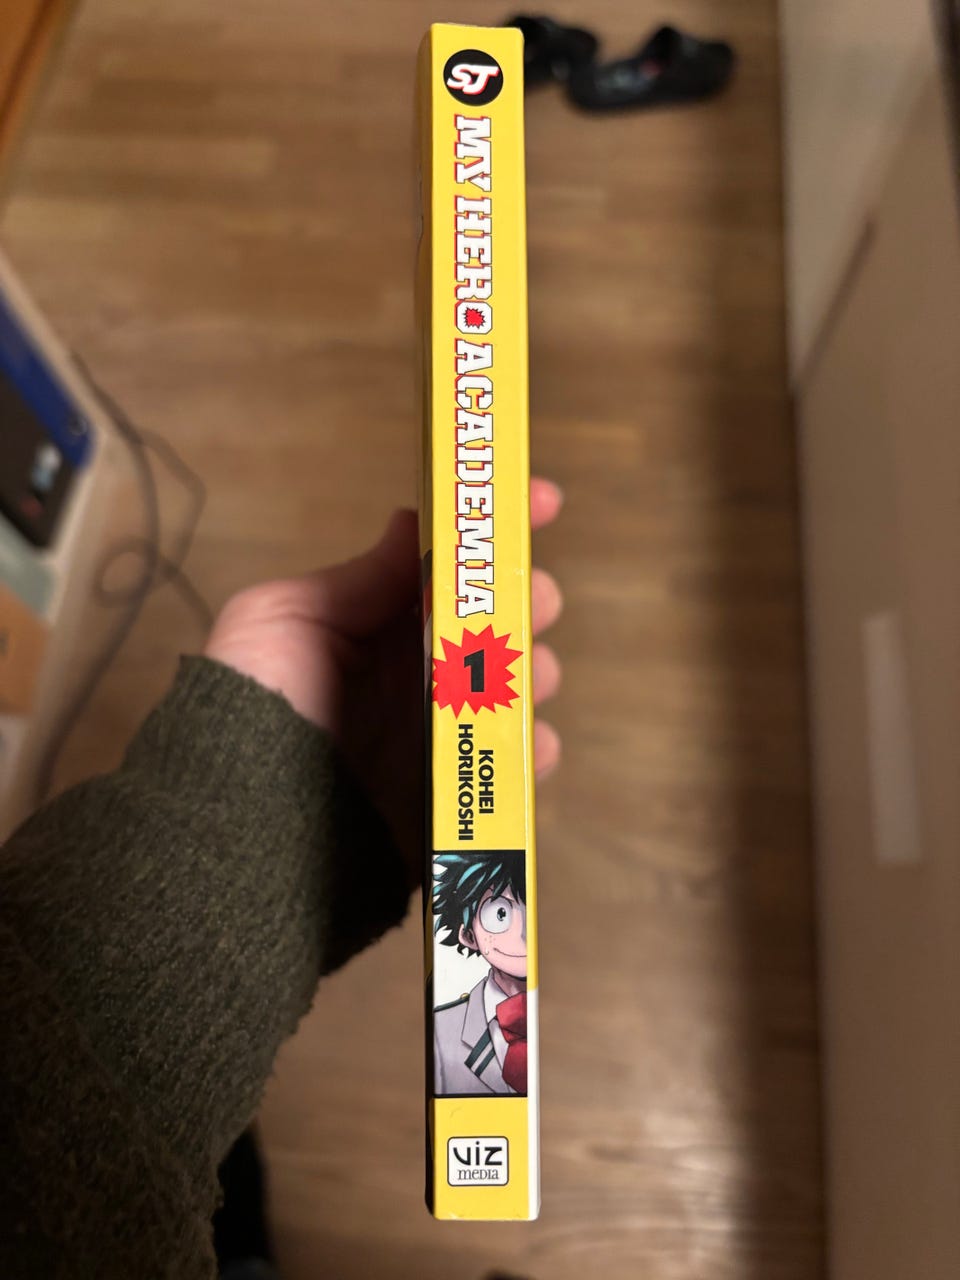 SJ
MY HERO ACADEMIA
1
KOHEI
HORIKOSHI
VIZ
MEDIA